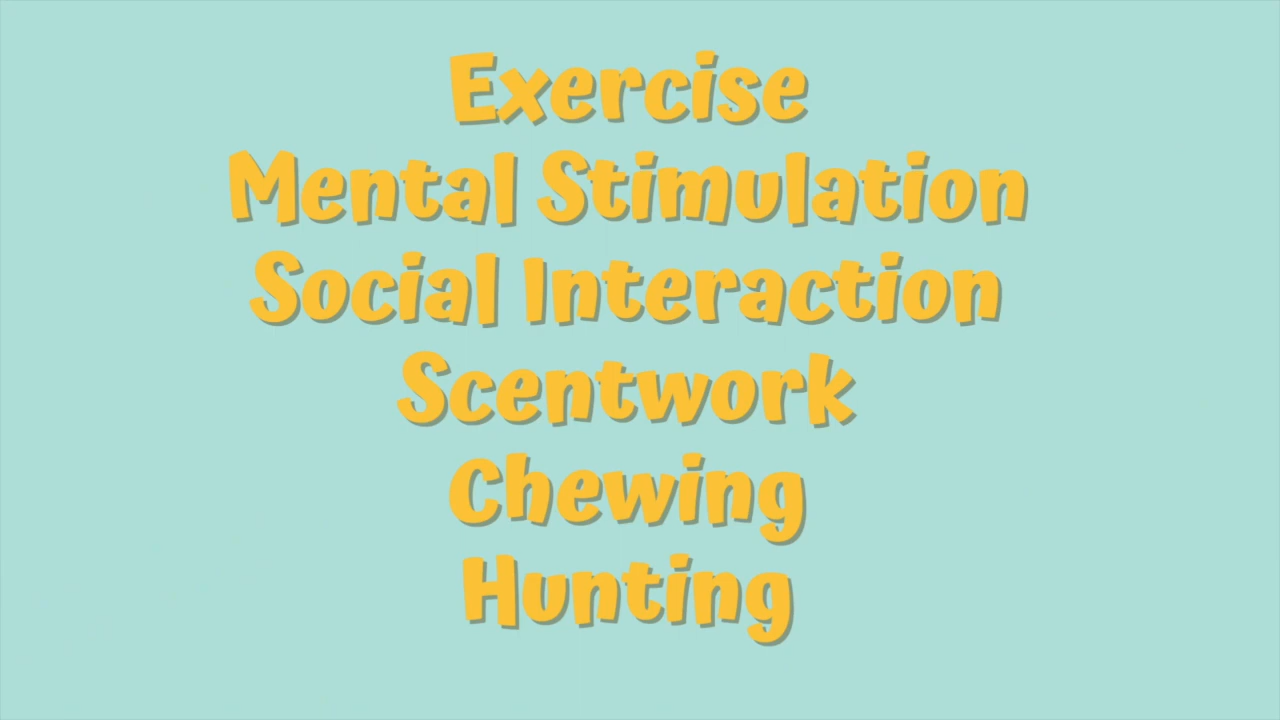 Exercise
Mental Stimulation
Social Interaction
Scentwork
Chewing
Hunting